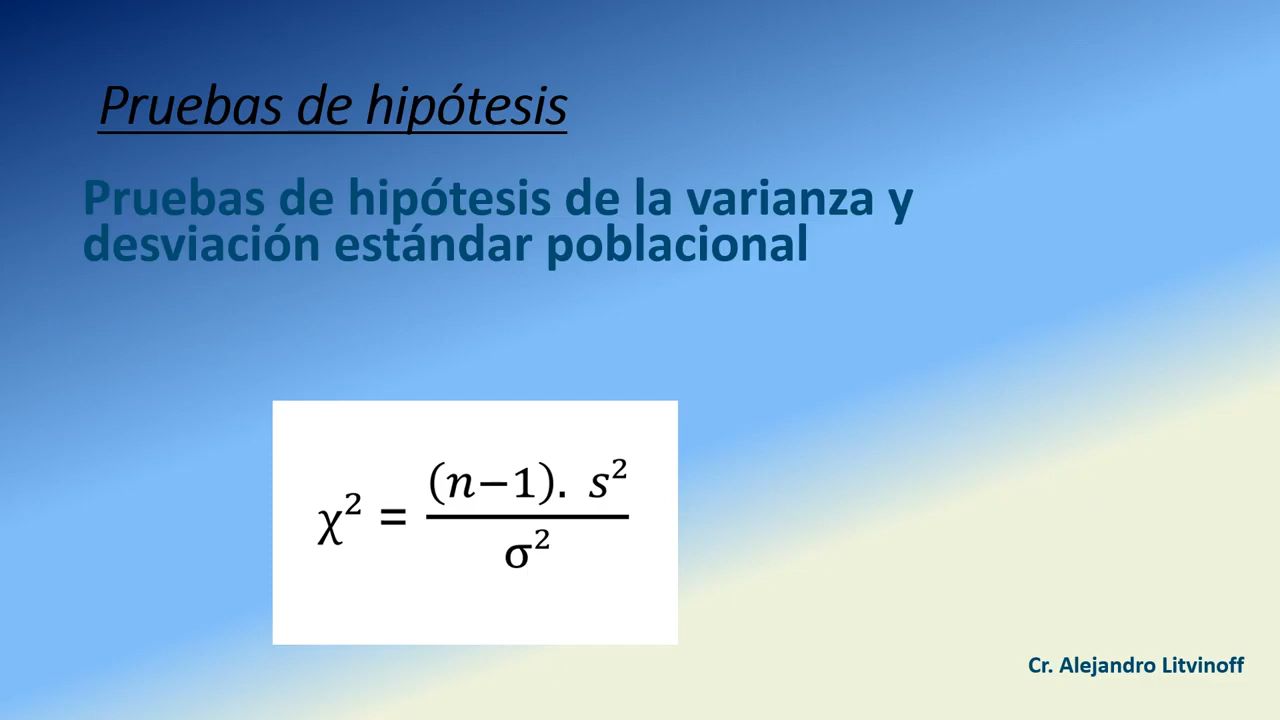 Pruebas de hipótesis
Pruebas de hipótesis de la varianza y
desviación estándar poblacional
χ² = (n−1). s² / σ²
Cr. Alejandro Litvinoff